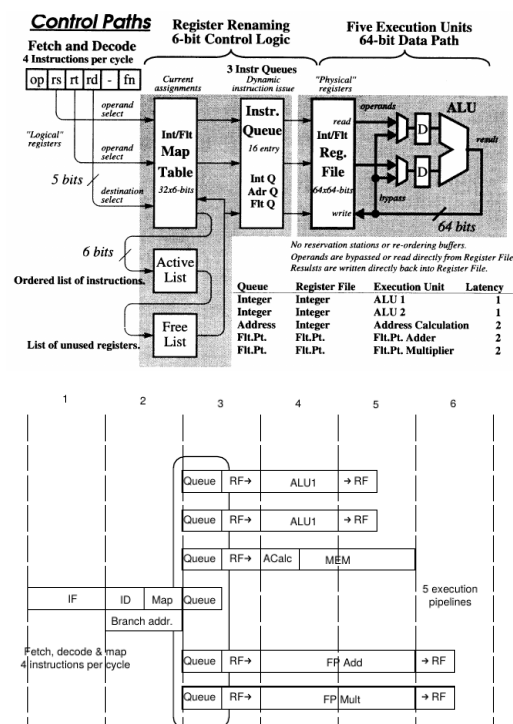 Control Paths
Register Renaming
6-bit Control Logic
Five Execution Units
64-bit Data Path
Fetch and Decode
4 Instructions per cycle
op rs rt rd - fn
Current
assignments
3 Instr Queues
Dynamic
instruction issue
"Physical"
registers
operand
select
"Logical"
registers
operand
select
5 bits
destination
select
Int/Flt
Map
Table
32x6-bits
Instr.
Queue
16 entry
Int Q
Adr Q
Flt Q
read
Int/Flt
Reg.
File
64x64-bits
write
operands
ALU
D
D
result
bypass
64 bits
6 bits
Active
List
Ordered list of instructions.
Free
List
List of unused registers.
No reservation stations or re-ordering buffers.
Operands are bypassed or read directly from Register File
Resulsts are written directly back into Register File.
Queue Register File Execution Unit Latency
Integer Integer ALU 1 1
Integer Integer ALU 2 1
Address Integer Address Calculation 2
Flt.Pt. Flt.Pt. Flt.Pt. Adder 2
Flt.Pt. Flt.Pt. Flt.Pt. Multiplier 2
1 2 3 4 5 6
Queue RF→ ALU1 → RF
Queue RF→ ALU1 → RF
Queue RF→ ACalc MEM
IF ID Map Queue
Branch addr.
5 execution
pipelines
Fetch, decode & map
4 instructions per cycle
Queue RF→ FP Add → RF
Queue RF→ FP Mult → RF